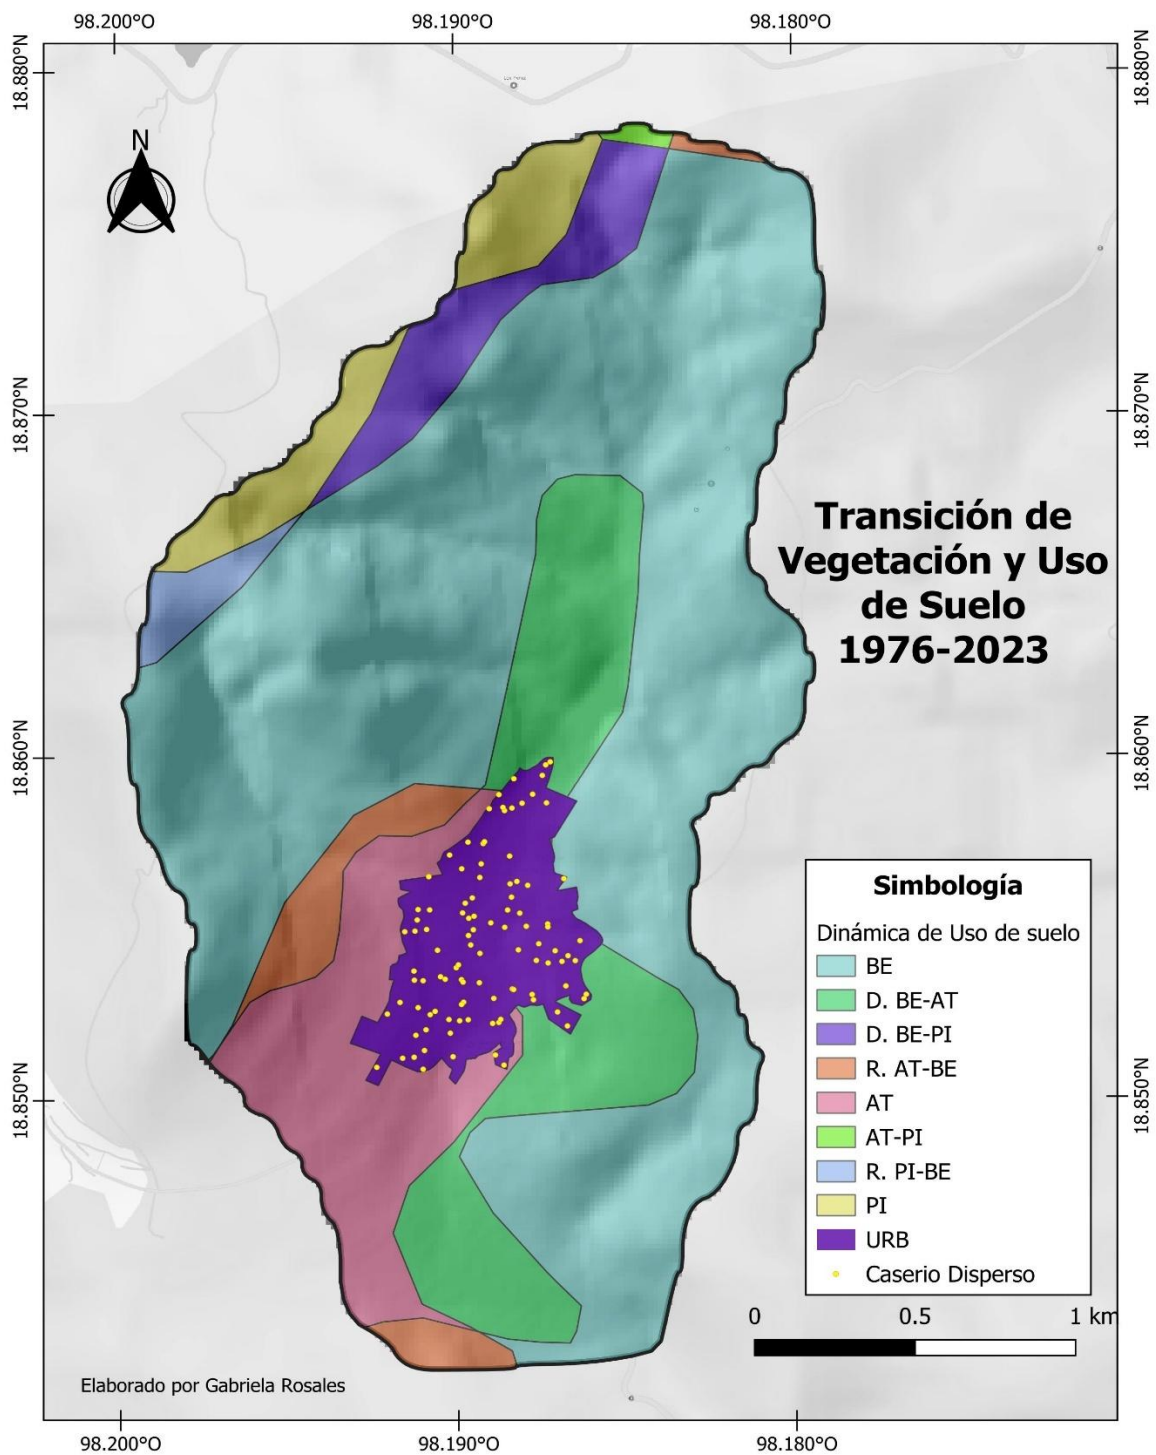 98.200°O 98.190°O 98.180°O
18.880°N
18.880°N
N
18.870°N
18.870°N
Transición de
Vegetación y Uso
de Suelo
1976-2023
18.860°N
18.860°N
Simbología
Dinámica de Uso de suelo
BE
D. BE-AT
D. BE-PI
R. AT-BE
AT
AT-PI
R. PI-BE
PI
URB
Caserio Disperso
18.850°N
18.850°N
0 0.5 1 km
Elaborado por Gabriela Rosales
98.200°O 98.190°O 98.180°O